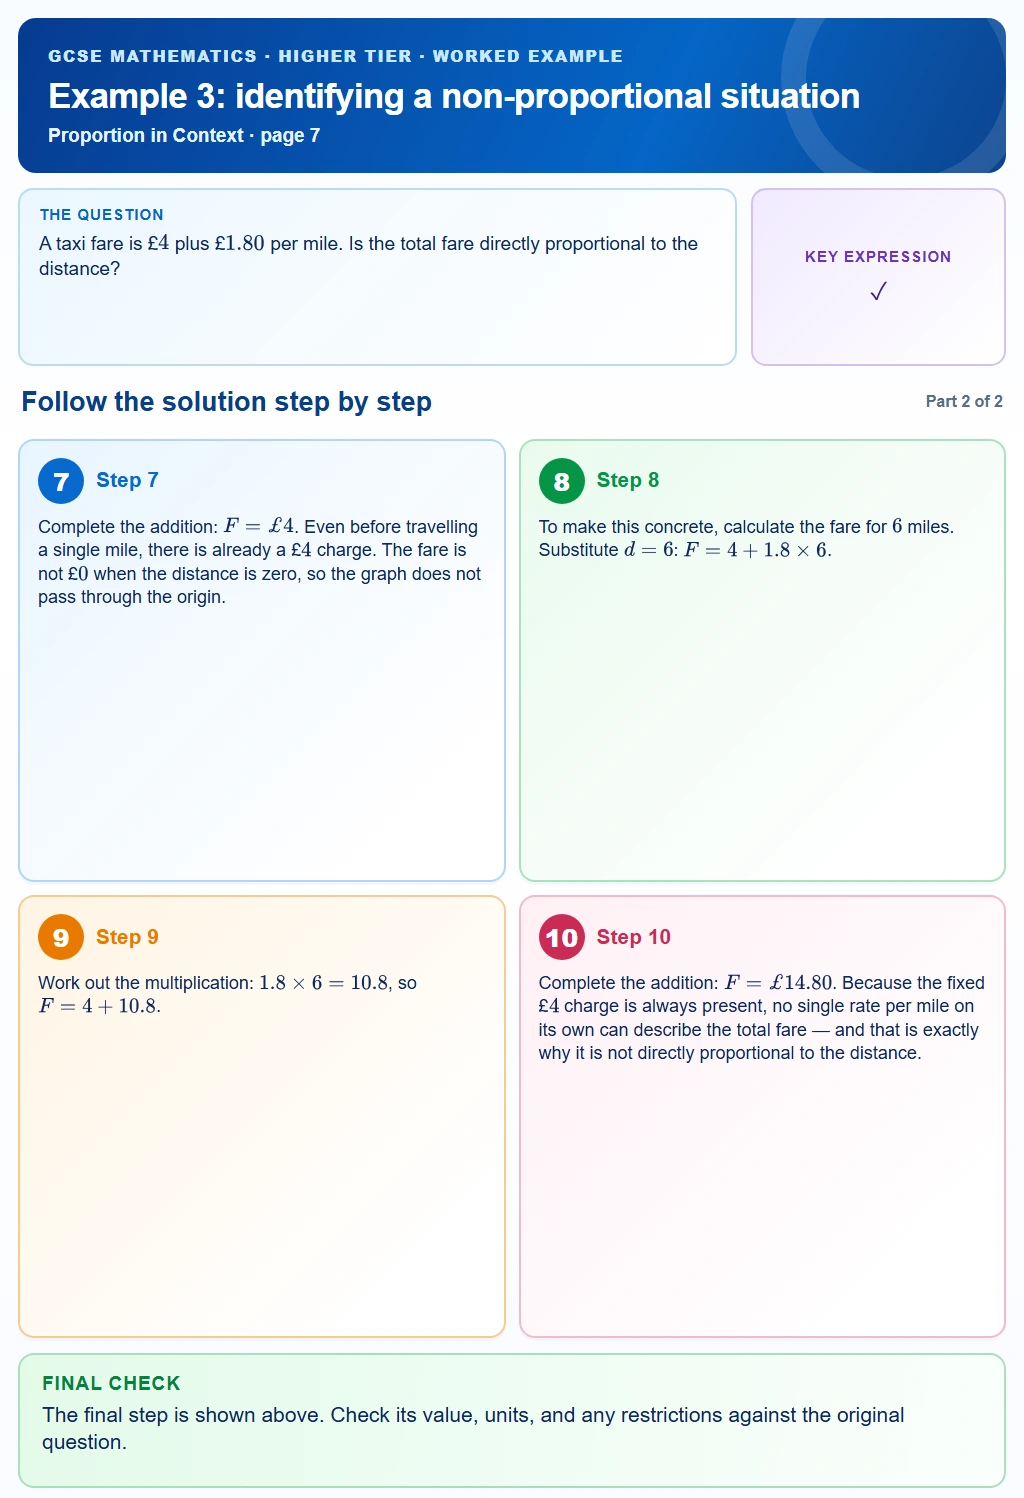 GCSE MATHEMATICS · HIGHER TIER · WORKED EXAMPLE
Example 3: identifying a non-proportional situation
Proportion in Context · page 7
THE QUESTION
A taxi fare is £4 plus £1.80 per mile. Is the total fare directly proportional to the
distance?
KEY EXPRESSION
✓
Follow the solution step by step
Part 2 of 2
7 Step 7
Complete the addition: F = £4. Even before travelling
a single mile, there is already a £4 charge. The fare is
not £0 when the distance is zero, so the graph does not
pass through the origin.
8 Step 8
To make this concrete, calculate the fare for 6 miles.
Substitute d = 6: F = 4 + 1.8 × 6.
9 Step 9
Work out the multiplication: 1.8 × 6 = 10.8, so
F = 4 + 10.8.
10 Step 10
Complete the addition: F = £14.80. Because the fixed
£4 charge is always present, no single rate per mile on
its own can describe the total fare — and that is exactly
why it is not directly proportional to the distance.
FINAL CHECK
The final step is shown above. Check its value, units, and any restrictions against the original
question.